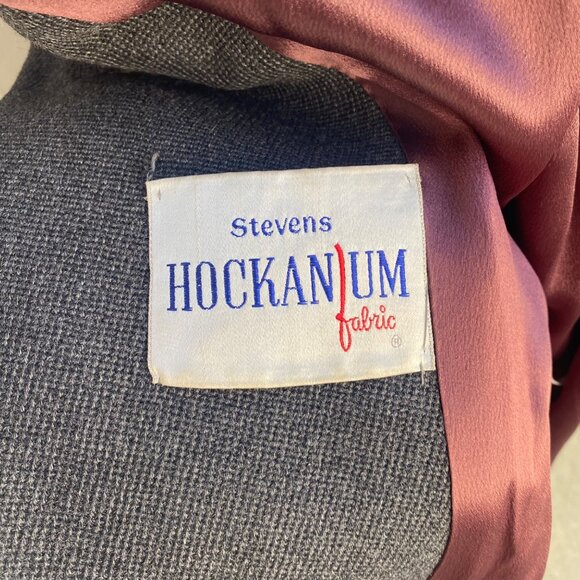 Stevens
HOCKANUM
fabric
®